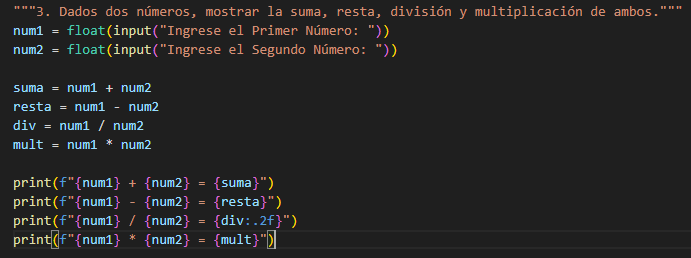 """3. Dados dos números, mostrar la suma, resta, división y multiplicación de ambos."""
num1 = float(input("Ingrese el Primer Número: "))
num2 = float(input("Ingrese el Segundo Número: "))
suma = num1 + num2
resta = num1 - num2
div = num1 / num2
mult = num1 * num2
print(f"{num1} + {num2} = {suma}")
print(f"{num1} - {num2} = {resta}")
print(f"{num1} / {num2} = {div:.2f}")
print(f"{num1} * {num2} = {mult}")